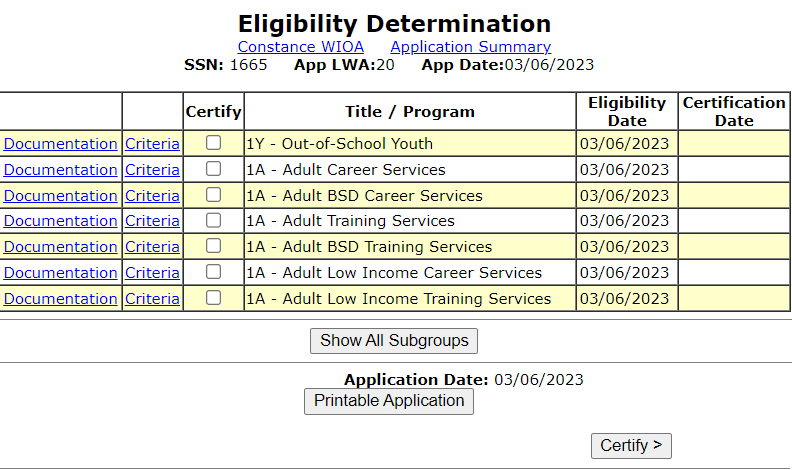 Eligibility Determination
Constance WIOA Application Summary
SSN: 1665 App LWA:20 App Date:03/06/2023
Certify Title / Program Eligibility Date Certification Date
Documentation Criteria 1Y - Out-of-School Youth 03/06/2023
Documentation Criteria 1A - Adult Career Services 03/06/2023
Documentation Criteria 1A - Adult BSD Career Services 03/06/2023
Documentation Criteria 1A - Adult Training Services 03/06/2023
Documentation Criteria 1A - Adult BSD Training Services 03/06/2023
Documentation Criteria 1A - Adult Low Income Career Services 03/06/2023
Documentation Criteria 1A - Adult Low Income Training Services 03/06/2023
Show All Subgroups
Application Date: 03/06/2023
Printable Application
Certify >